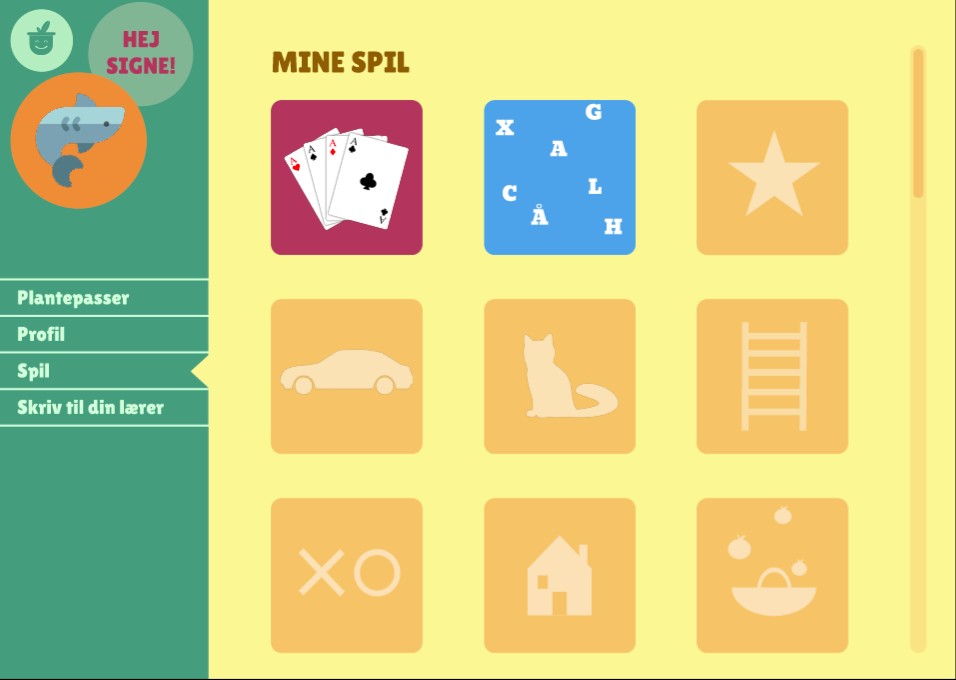 HEJ
SIGNE!
MINE SPIL
A
A
A
A
A
X
G
A
C
L
Å
H
Plantepasser
Profil
Spil
Skriv til din lærer